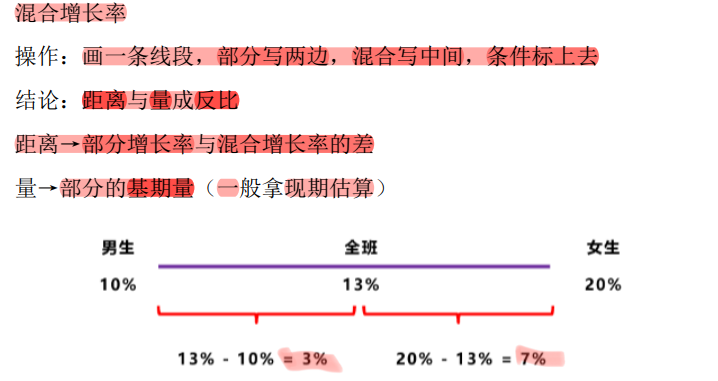 混合增长率
操作：画一条线段，部分写两边，混合写中间，条件标上去
结论：距离与量成反比
距离→部分增长率与混合增长率的差
量→部分的基期量（一般拿现期估算）
男生 全班 女生
10% 13% 20%
13% - 10% = 3% 20% - 13% = 7%